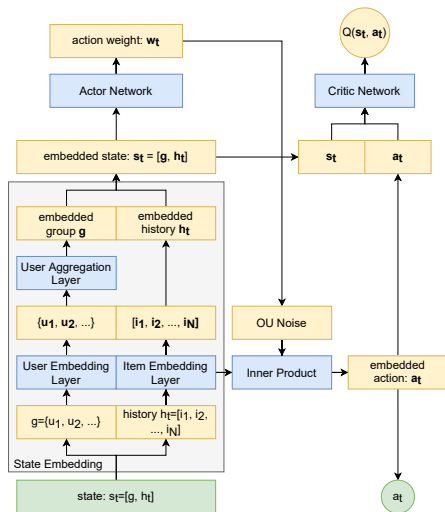 action weight: wt
Q(st, at)
Actor Network
Critic Network
embedded state: st = [g, ht]
st
at
embedded
group g
embedded
history ht
User Aggregation
Layer
{u1, u2, ...}
[i1, i2, ..., iN]
OU Noise
User Embedding
Layer
Item Embedding
Layer
Inner Product
embedded
action: at
g={u1, u2, ...}
history ht=[i1, i2,
..., iN]
State Embedding
state: st=[g, ht]
at